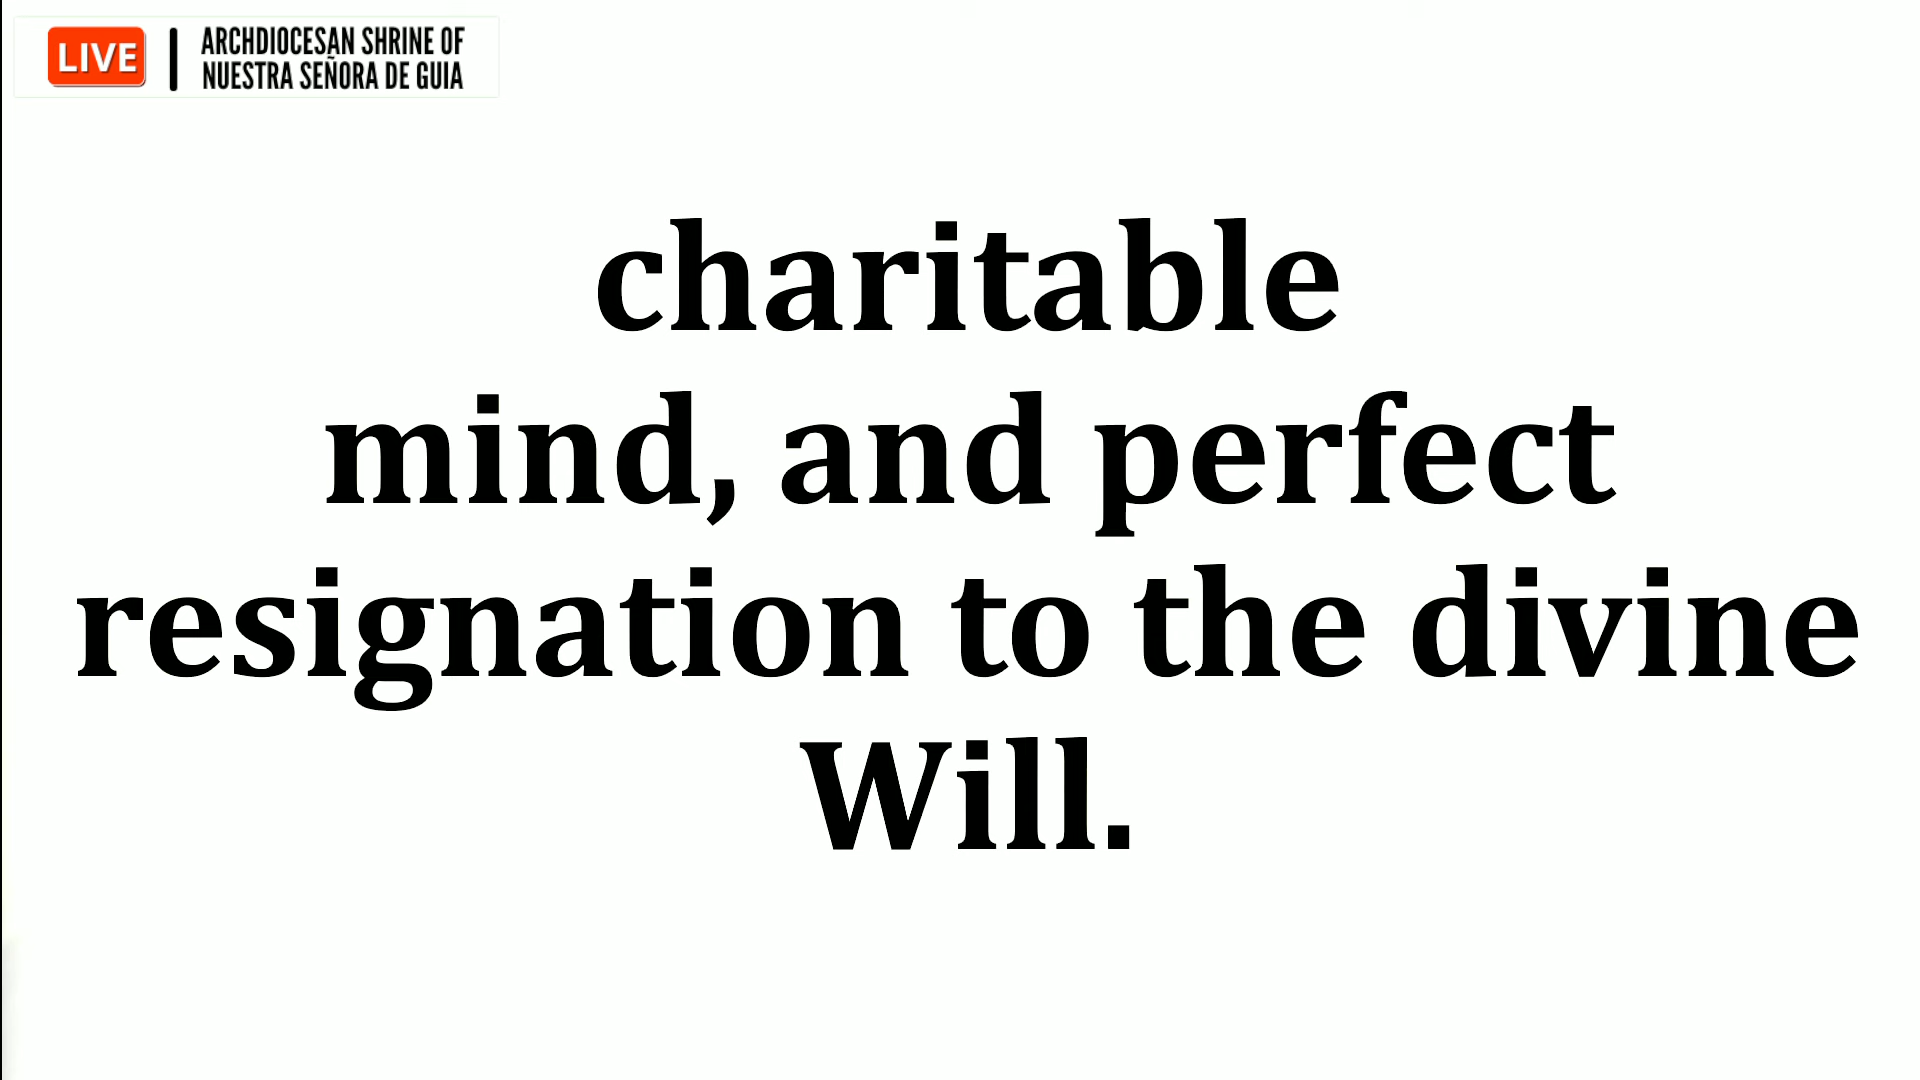 LIVE
ARCHDIOCESAN SHRINE OF
NUESTRA SEÑORA DE GUIA
charitable
mind, and perfect
resignation to the divine
Will.